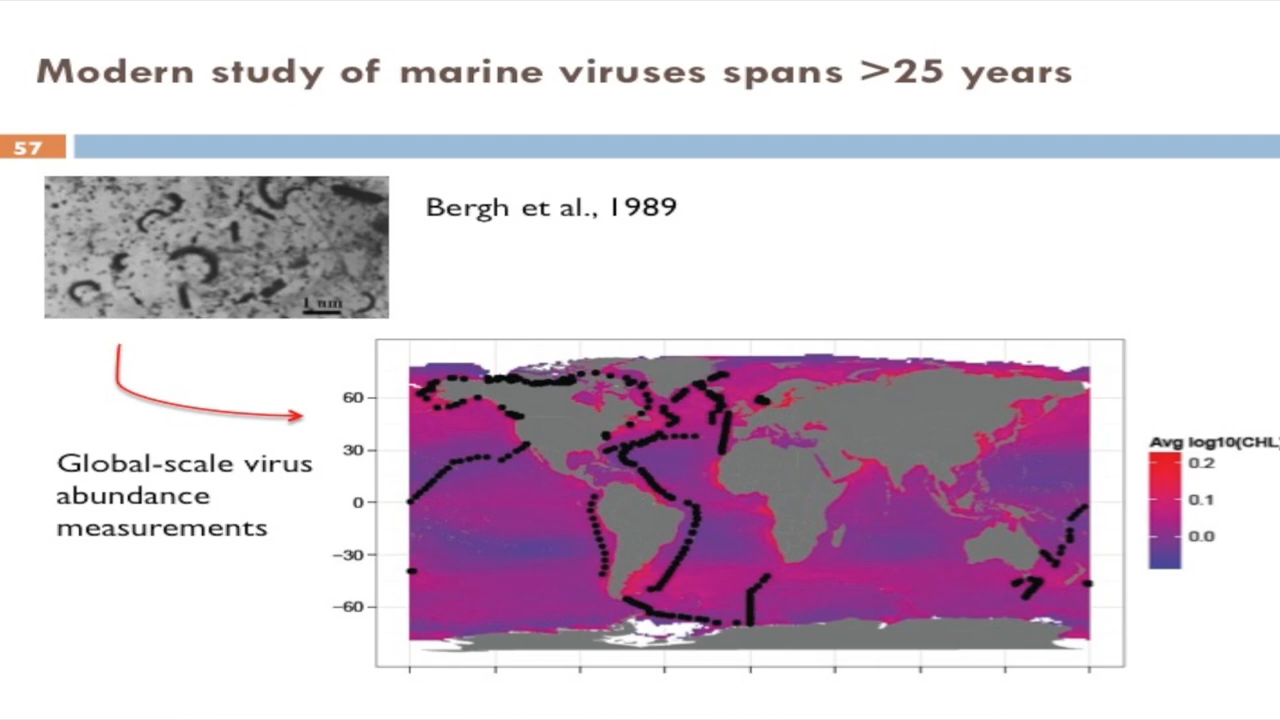 Modern study of marine viruses spans >25 years
57
Bergh et al., 1989
Global-scale virus
abundance
measurements
60
30
0
−30
−60
Avg log10(CHL)
0.2
0.1
0.0